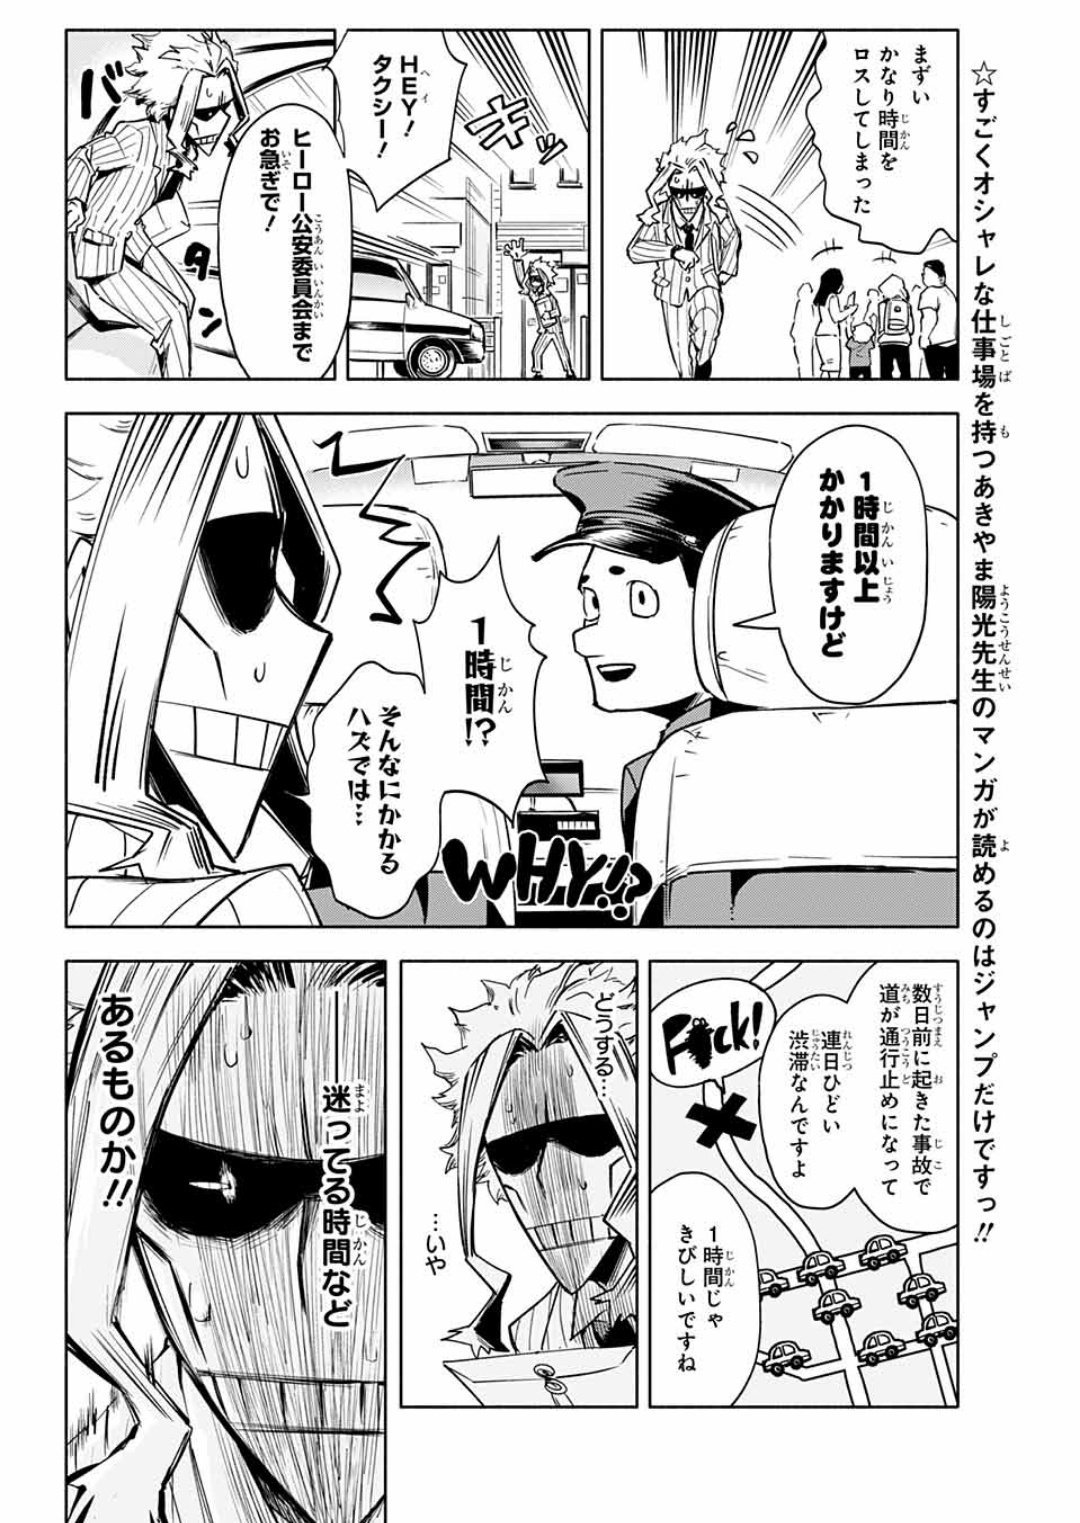 ☆すごくオシャレな仕事場を持つあきやま陽光先生のマンガが読めるのはジャンプだけですっ!!
まずい
かなり時間を
ロスしてしまった
キキッ
HEY!
タクシー!
ヒーロー公安委員会まで
お急ぎで!
バタン
1時間以上
かかりますけど
1時間!?
そんなにかかる
ハズでは…
WHY!?
数日前に起きた事故で
道が通行止めになって
連日ひどい
渋滞なんですよ
F ck!
1時間じゃ
きびしいですね
どうする…
…いや
迷ってる時間など
あるものか!!